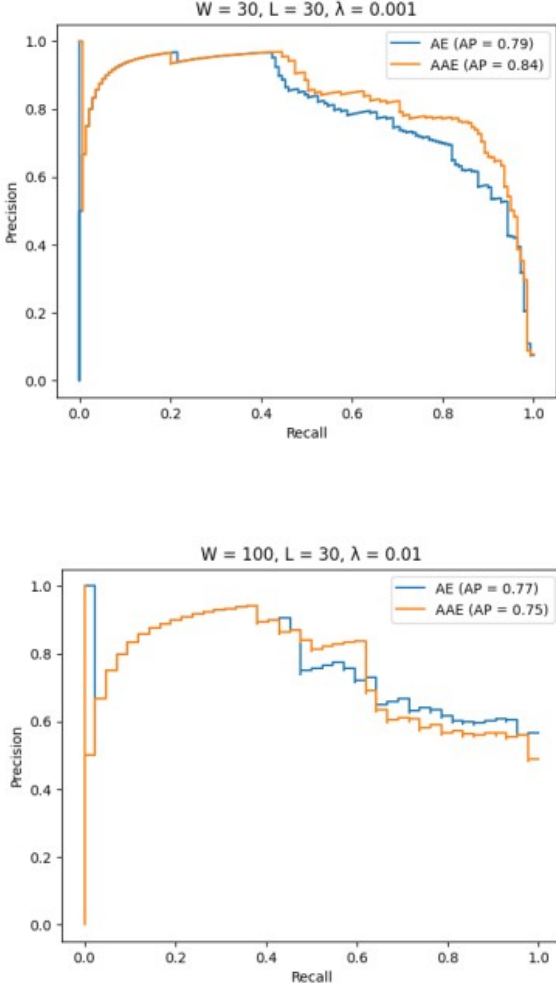 W = 30, L = 30, λ = 0.001
AE (AP = 0.79)
AAE (AP = 0.84)
1.0
0.8
0.6
0.4
0.2
0.0
Precision
0.0 0.2 0.4 0.6 0.8 1.0
Recall
W = 100, L = 30, λ = 0.01
AE (AP = 0.77)
AAE (AP = 0.75)
1.0
0.8
0.6
0.4
0.2
0.0
Precision
0.0 0.2 0.4 0.6 0.8 1.0
Recall